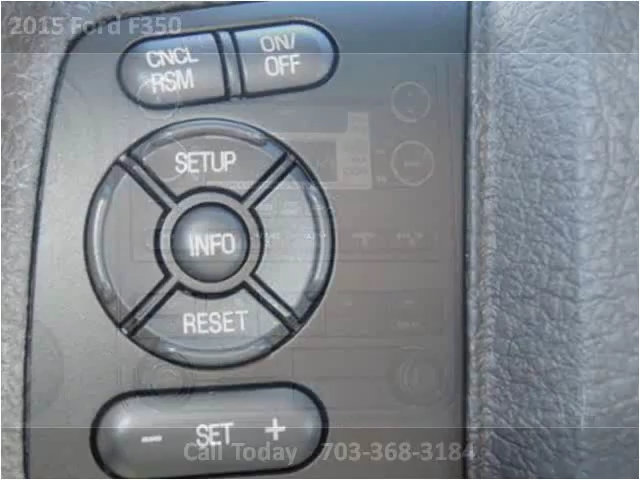 2015 Ford F350
CNCL
RSM
ON/
OFF
SETUP
INFO
RESET
- SET +
Call Today 703-368-3184